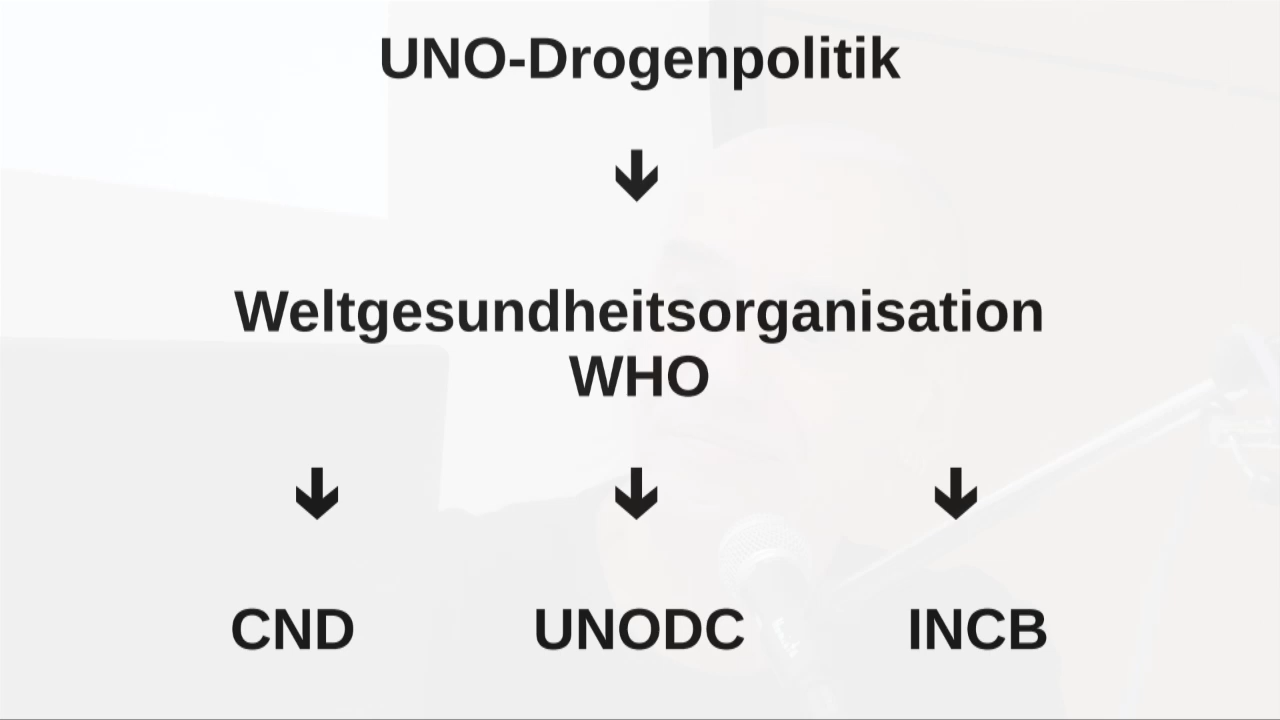 UNO-Drogenpolitik
Weltgesundheitsorganisation
WHO
CND UNODC INCB